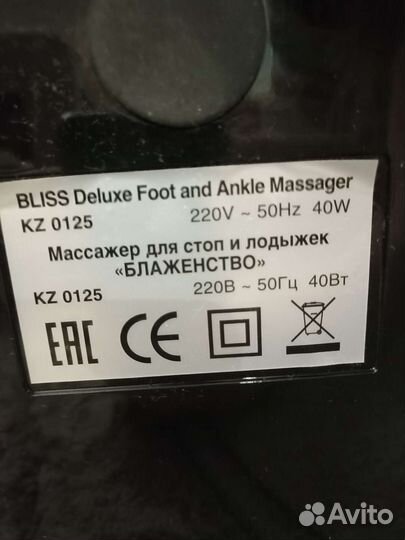 BLISS Deluxe Foot and Ankle Massager
KZ 0125 220V ~ 50Hz 40W
Массажер для стоп и лодыжек
«БЛАЖЕНСТВО»
KZ 0125 220В ~ 50Гц 40Вт
EAC CE
Avito